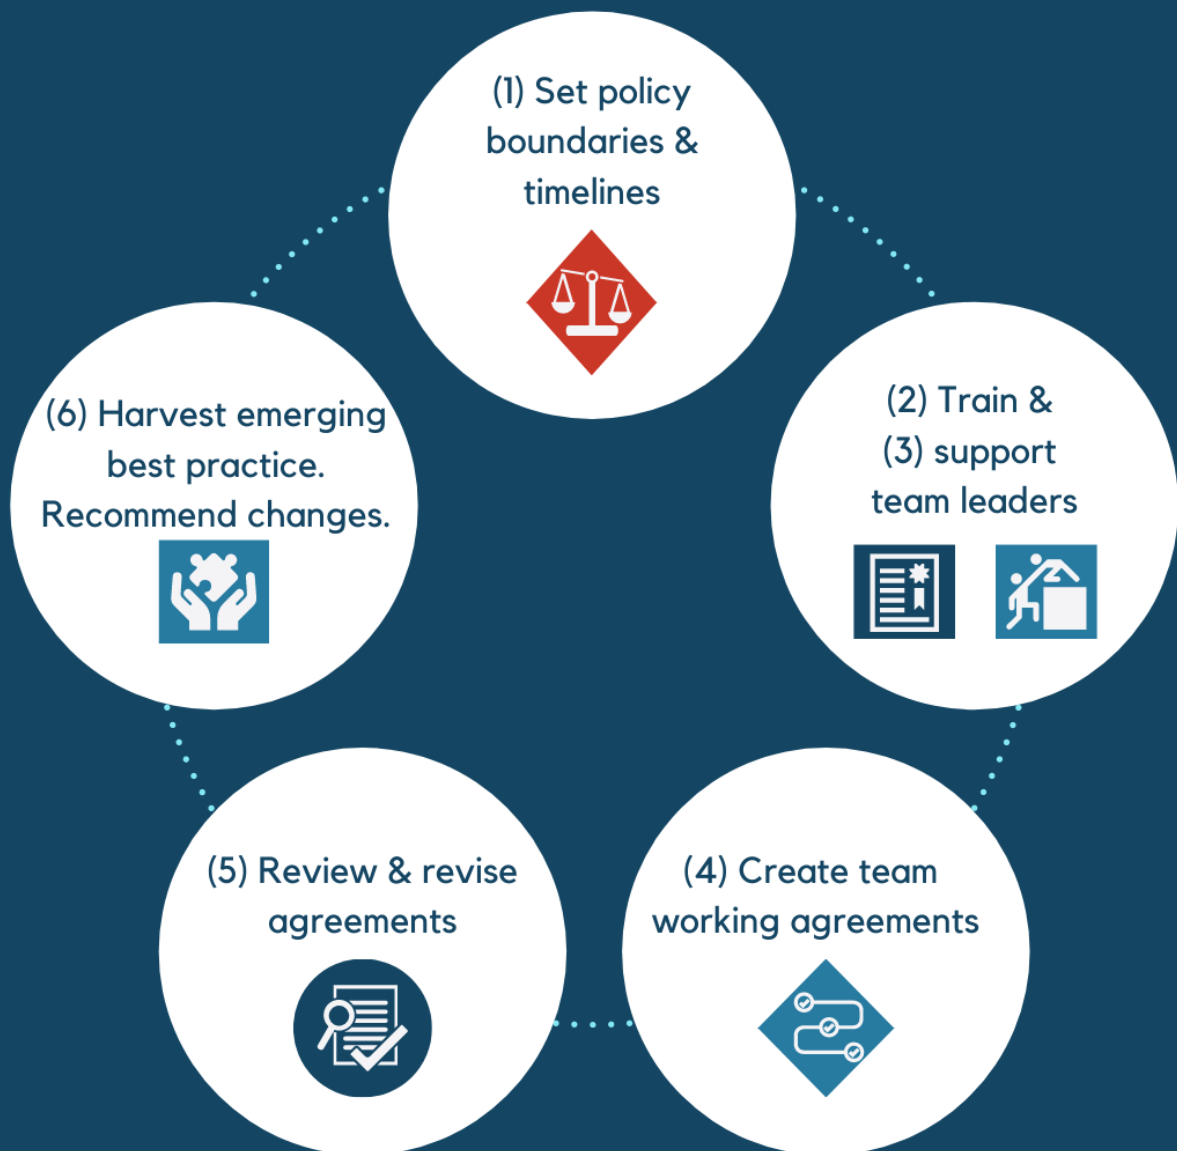 (1) Set policy
boundaries &
timelines
(2) Train &
(3) support
team leaders
(4) Create team
working agreements
(5) Review & revise
agreements
(6) Harvest emerging
best practice.
Recommend changes.